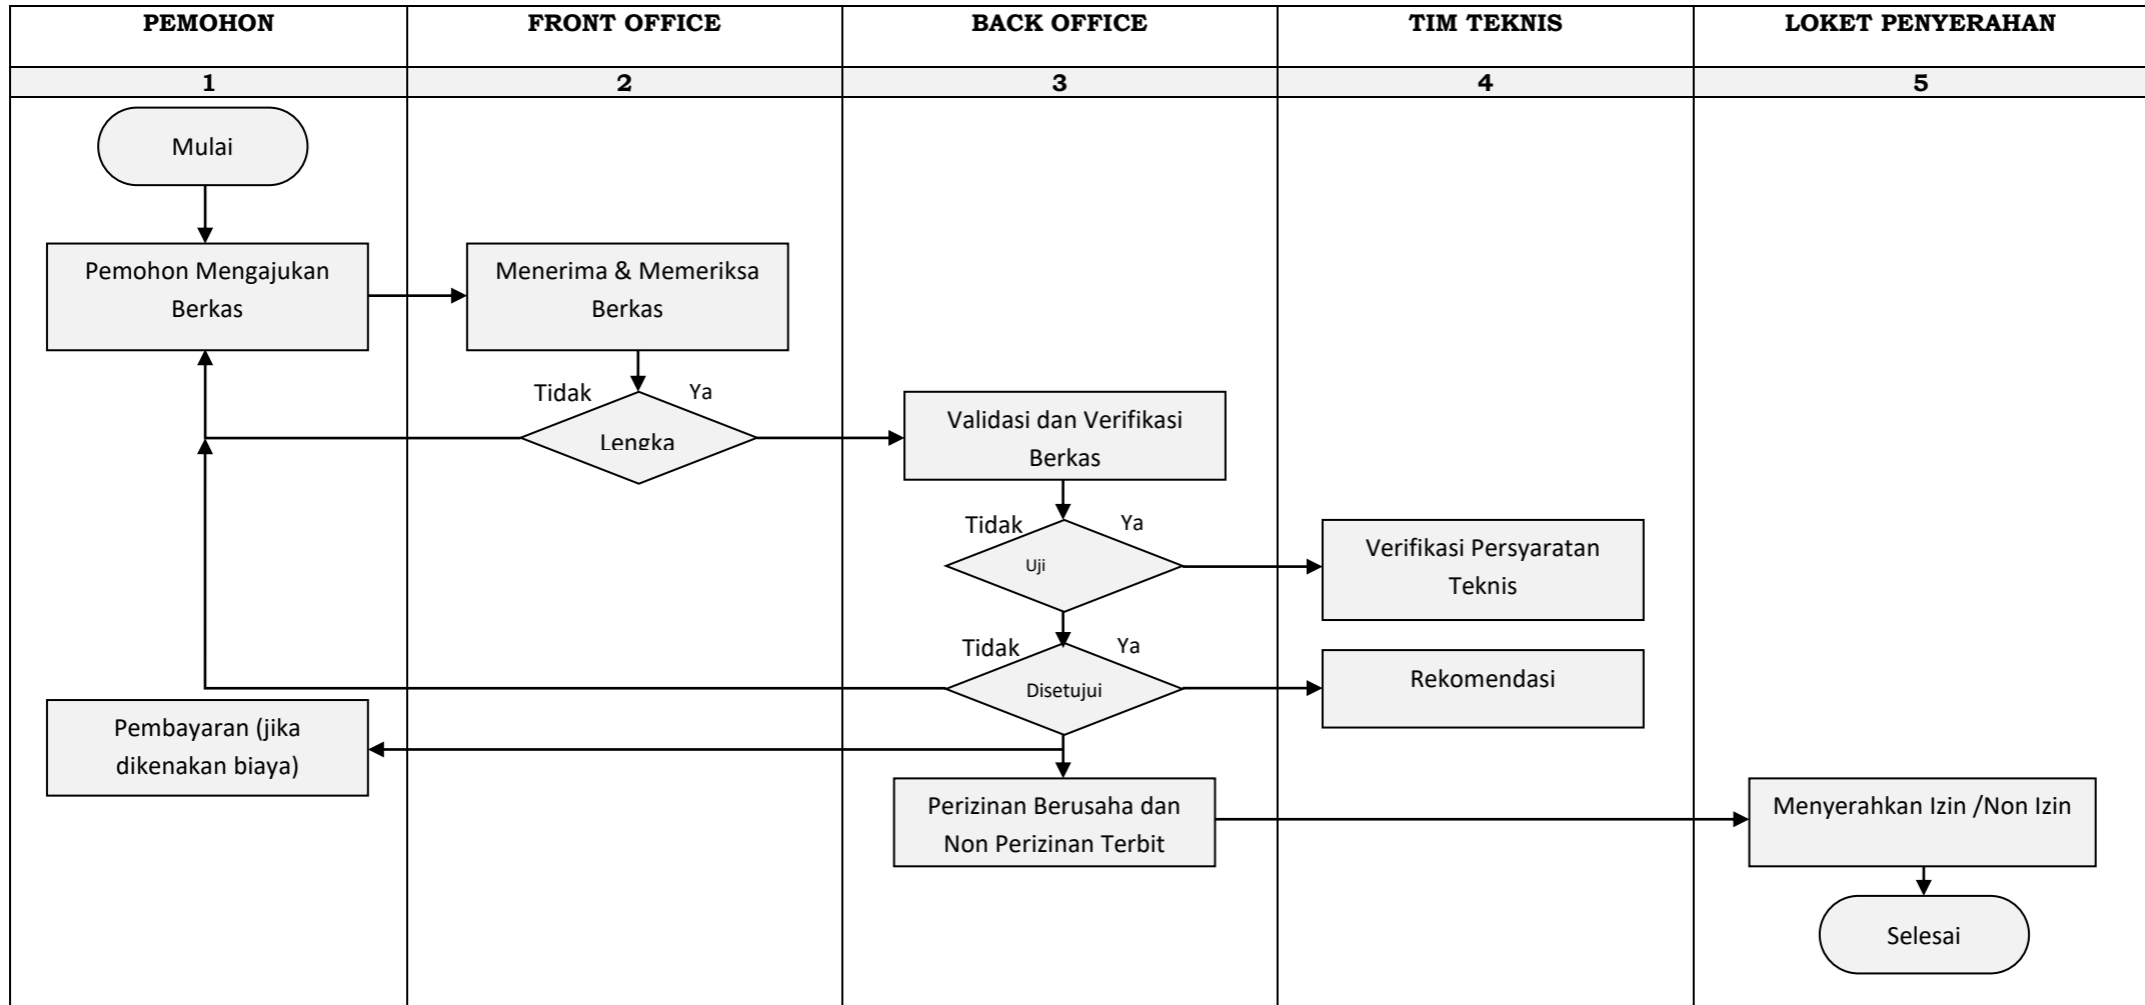 PEMOHON
FRONT OFFICE
BACK OFFICE
TIM TEKNIS
LOKET PENYERAHAN
1
2
3
4
5
Mulai
Pemohon Mengajukan
Berkas
Menerima & Memeriksa
Berkas
Tidak
Ya
Lengka
Validasi dan Verifikasi
Berkas
Tidak
Ya
Uji
Verifikasi Persyaratan
Teknis
Tidak
Ya
Disetujui
Rekomendasi
Pembayaran (jika
dikenakan biaya)
Perizinan Berusaha dan
Non Perizinan Terbit
Menyerahkan Izin /Non Izin
Selesai